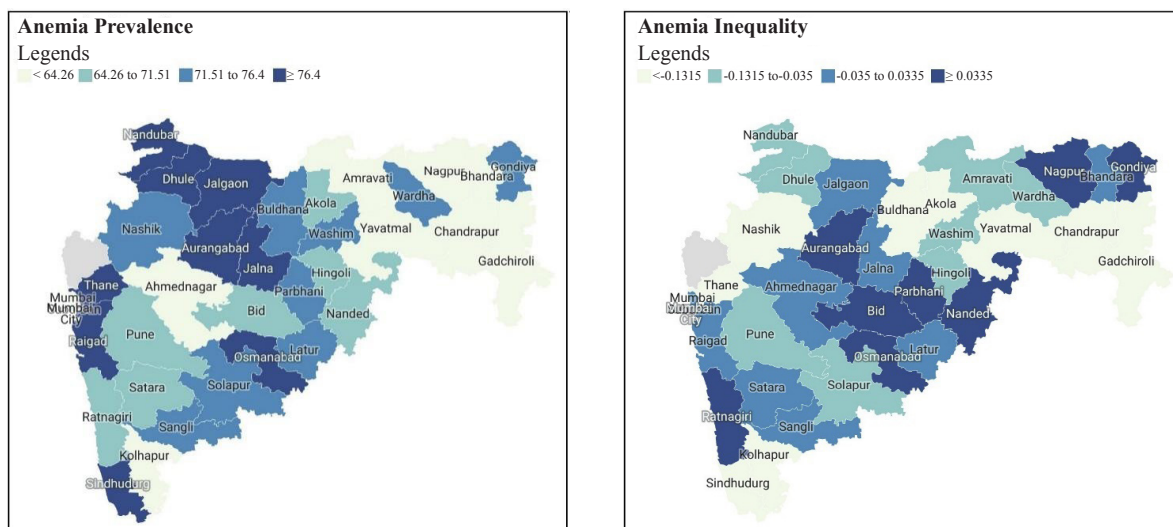 Anemia Prevalence
Legends
< 64.26 64.26 to 71.51 71.51 to 76.4 ≥ 76.4
Nandubar
Dhule
Jalgaon
Amravati
Nagpur
Bhandara
Gondiya
Wardha
Akola
Buldhana
Nashik
Washim
Yavatmal
Chandrapur
Aurangabad
Jalna
Hingoli
Gadchiroli
Thane
Ahmednagar
Parbhani
Mumbai
Mumbai
City
Bid
Nanded
Raigad
Pune
Osmanabad
Latur
Satara
Solapur
Ratnagiri
Sangli
Kolhapur
Sindhudurg
Anemia Inequality
Legends
<-0.1315 -0.1315 to-0.035 -0.035 to 0.0335 ≥ 0.0335
Nandubar
Dhule
Jalgaon
Amravati
Nagpur
Bhandara
Gondiya
Wardha
Akola
Buldhana
Nashik
Washim
Yavatmal
Chandrapur
Aurangabad
Jalna
Hingoli
Gadchiroli
Thane
Ahmednagar
Parbhani
Mumbai
Mumbai
City
Bid
Nanded
Raigad
Pune
Osmanabad
Latur
Satara
Solapur
Ratnagiri
Sangli
Kolhapur
Sindhudurg